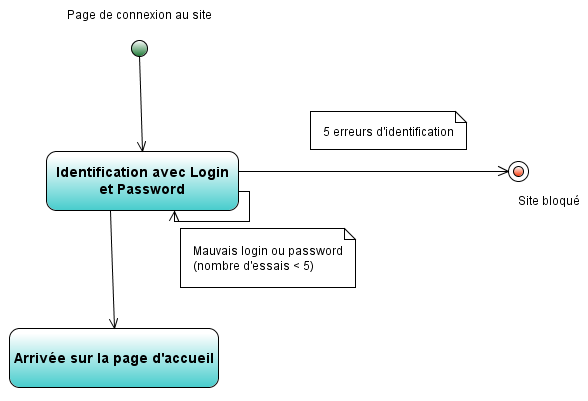 Page de connexion au site
5 erreurs d'identification
Identification avec Login
et Password
Site bloqué
Mauvais login ou password
(nombre d'essais < 5)
Arrivée sur la page d'accueil